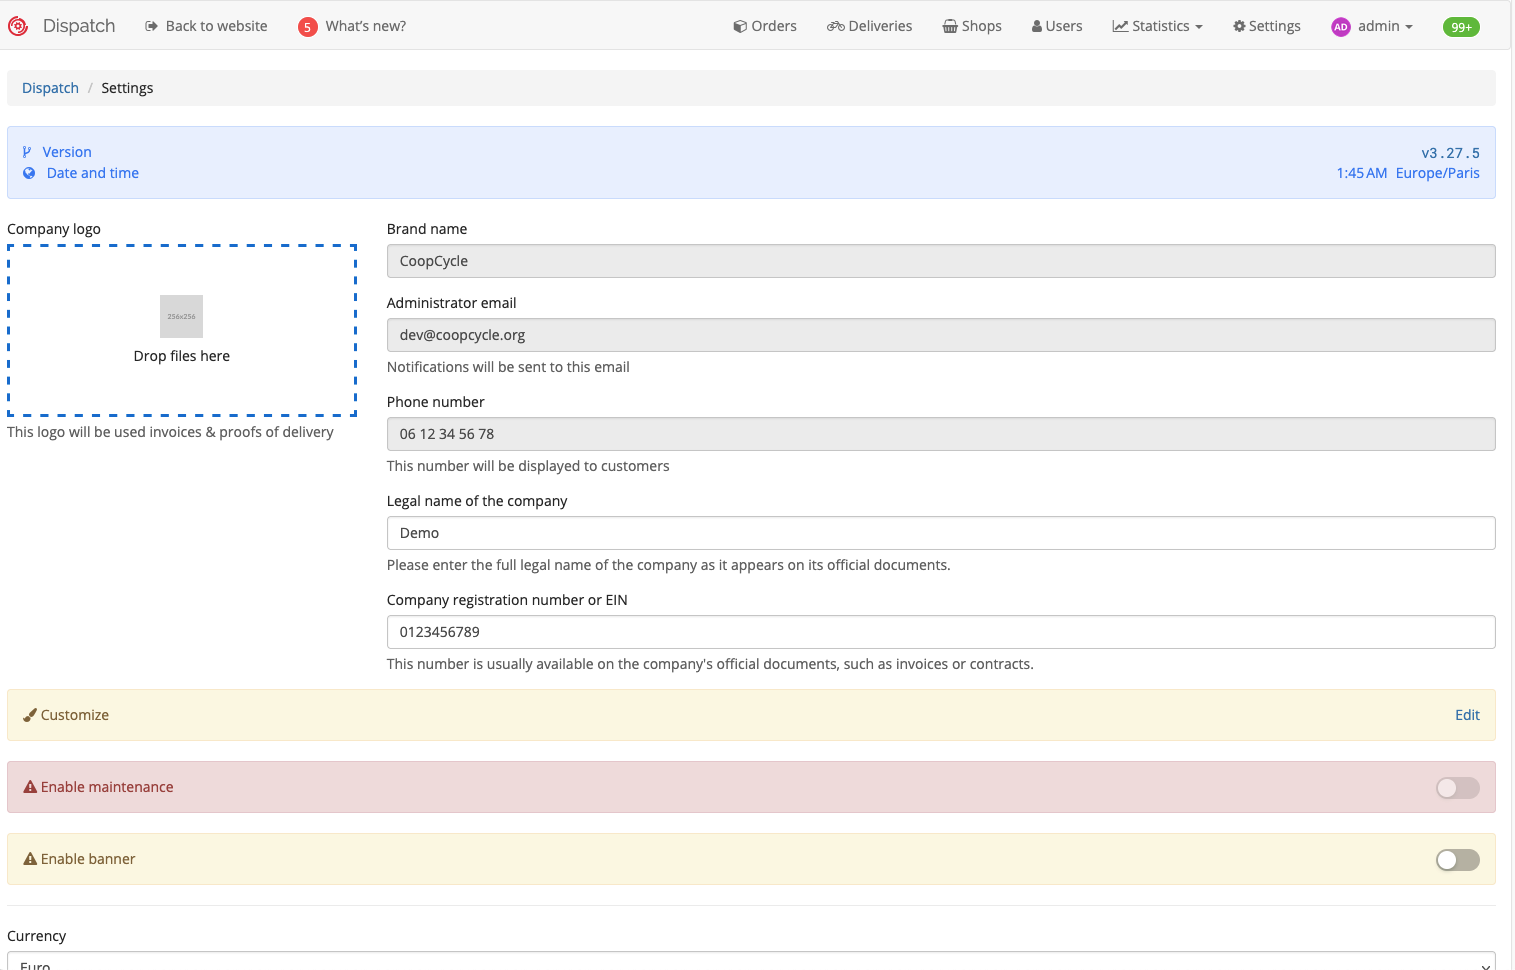 Dispatch
Back to website
5 What's new?
Orders
Deliveries
Shops
Users
Statistics
Settings
AD admin
99+
Dispatch / Settings
Version v3.27.5
Date and time 1:45 AM Europe/Paris
Company logo
256x256
Drop files here
This logo will be used invoices & proofs of delivery
Brand name
CoopCycle
Administrator email
dev@coopcycle.org
Notifications will be sent to this email
Phone number
06 12 34 56 78
This number will be displayed to customers
Legal name of the company
Demo
Please enter the full legal name of the company as it appears on its official documents.
Company registration number or EIN
0123456789
This number is usually available on the company's official documents, such as invoices or contracts.
Customize Edit
Enable maintenance
Enable banner
Currency
Euro